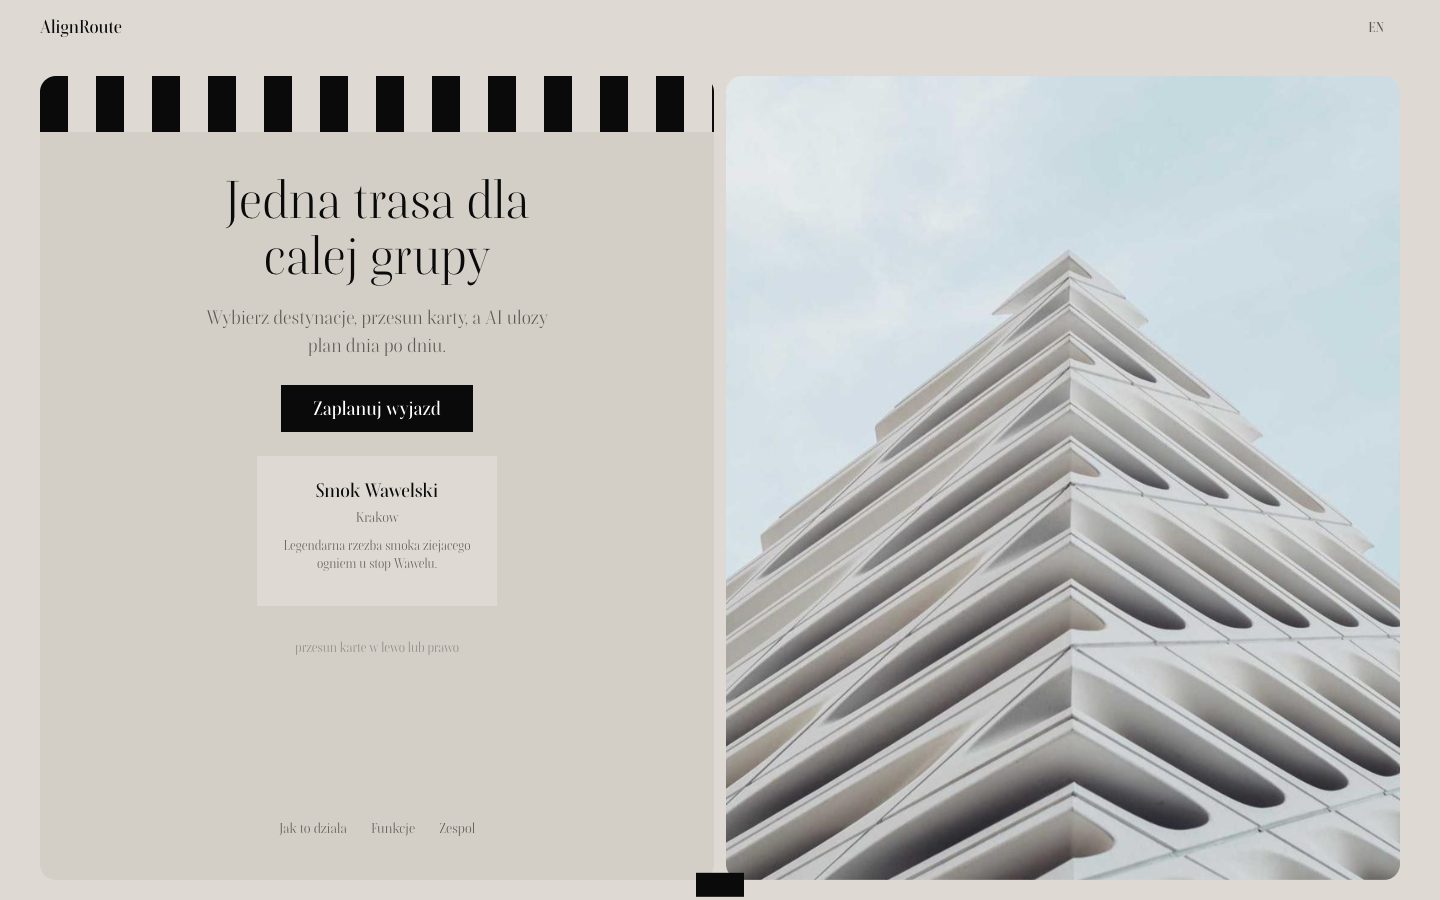 AlignRoute
EN
Jedna trasa dla
calej grupy
Wybierz destynacje, przesun karty, a AI ulozy
plan dnia po dniu.
Zaplanuj wyjazd
Smok Wawelski
Krakow
Legendarna rzezba smoka ziejacego
ogniem u stop Wawelu.
przesun karte w lewo lub prawo
Jak to dziala Funkcje Zespol